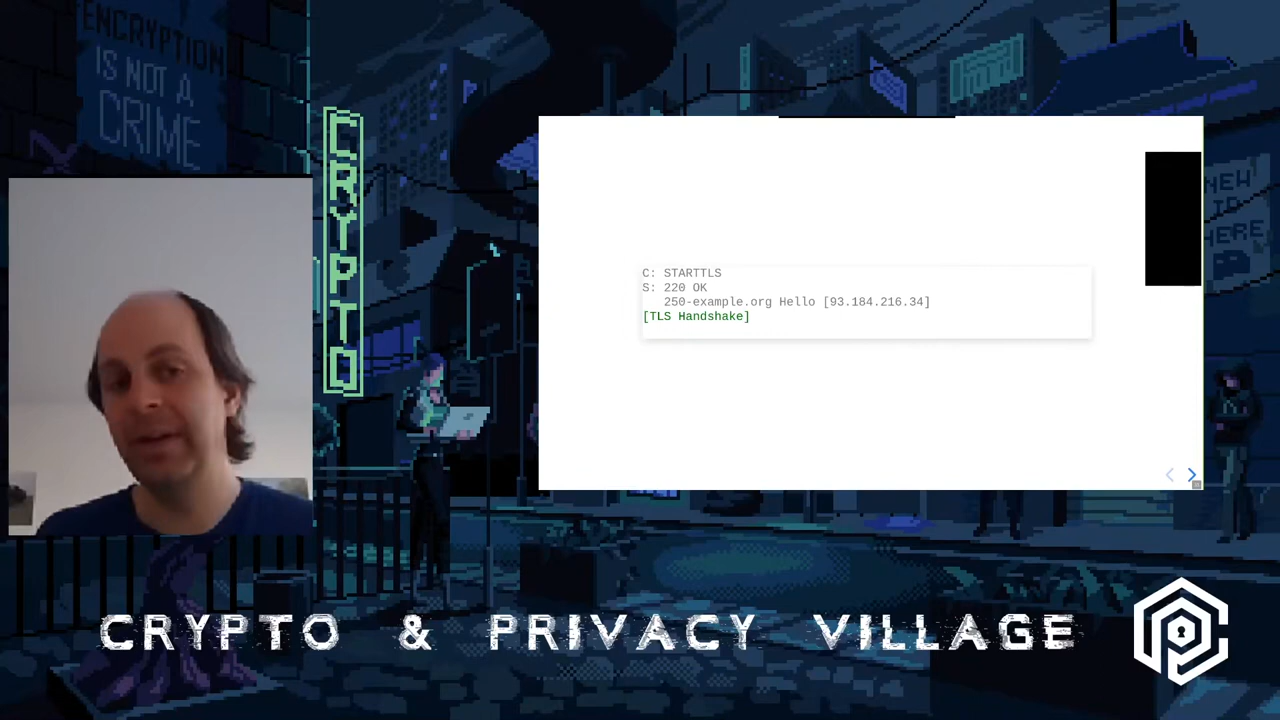 ENCRYPTION
IS NOT A
CRIME
CRYPTO
C: STARTTLS
S: 220 OK
250-example.org Hello [93.184.216.34]
[TLS Handshake]
NEW
ID
HERE
CRYPTO & PRIVACY VILLAGE